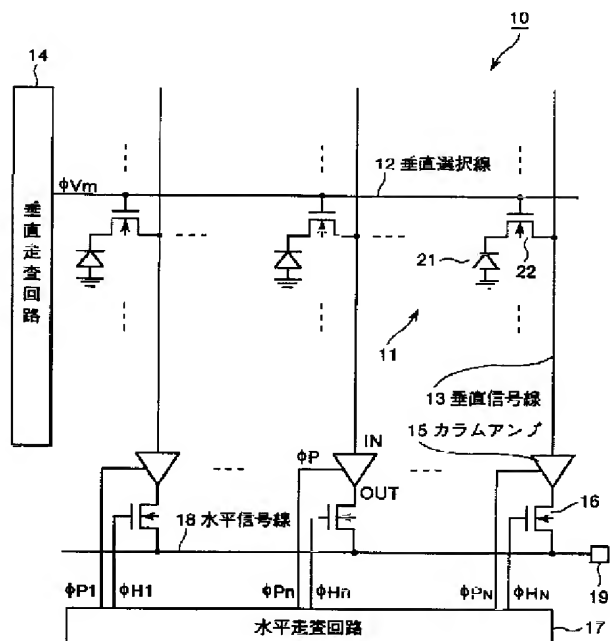 10
14
垂直走査回路
φVm
12 垂直選択線
21
22
11
13 垂直信号線
15 カラムアンプ
φP
IN
OUT
16
18 水平信号線
19
φP1
φH1
φPn
φHn
φPN
φHN
水平走査回路
17